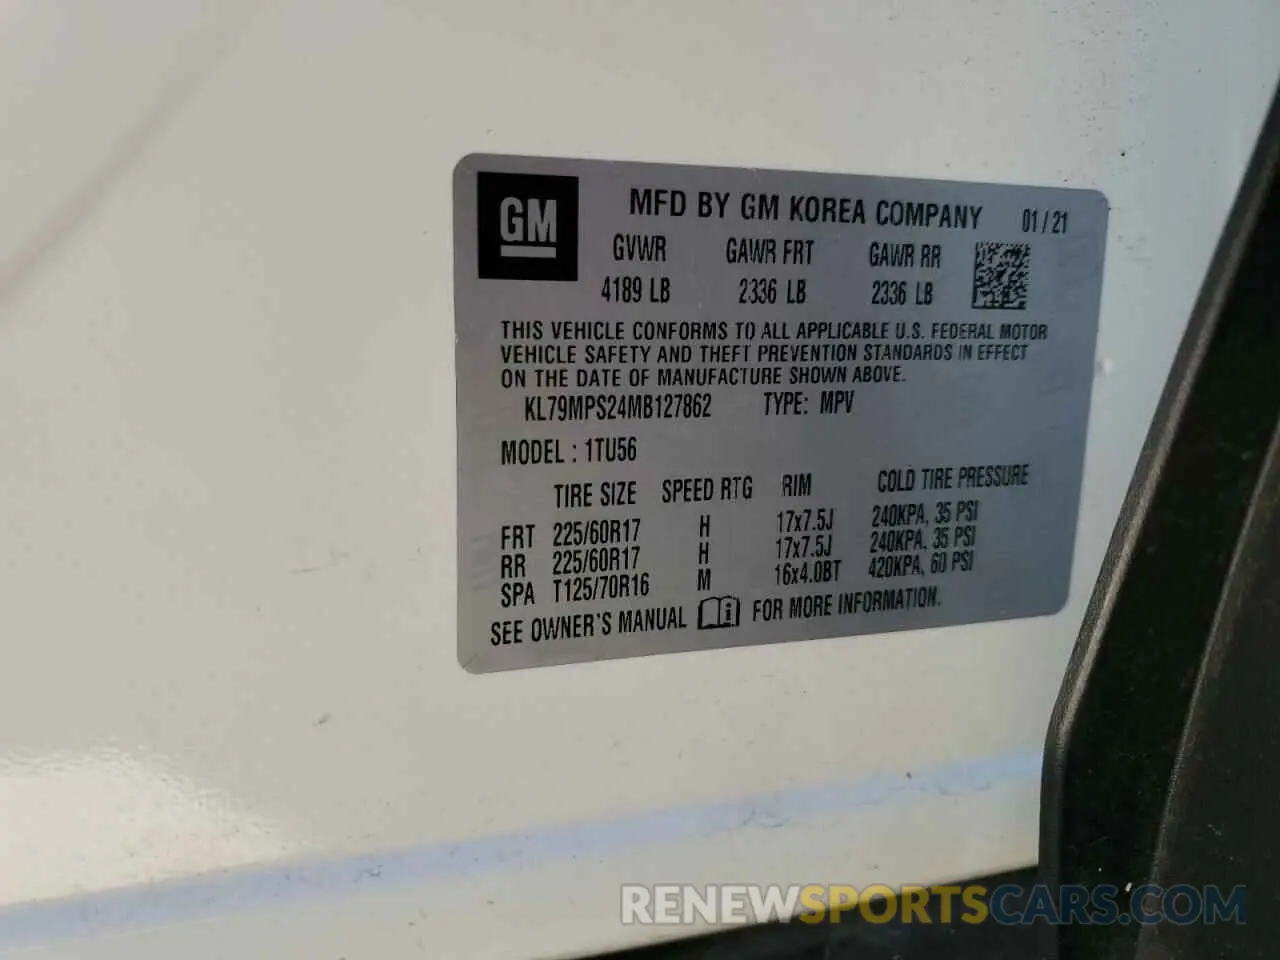 GM
MFD BY GM KOREA COMPANY 01/21
GVWR GAWR FRT GAWR RR
4189 LB 2336 LB 2336 LB
THIS VEHICLE CONFORMS TO ALL APPLICABLE U.S. FEDERAL MOTOR
VEHICLE SAFETY AND THEFT PREVENTION STANDARDS IN EFFECT
ON THE DATE OF MANUFACTURE SHOWN ABOVE.
KL79MPS24MB127862 TYPE: MPV
MODEL : 1TU56
TIRE SIZE SPEED RTG RIM COLD TIRE PRESSURE
FRT 225/60R17 H 17x7.5J 240KPA, 35 PSI
RR 225/60R17 H 17x7.5J 240KPA, 35 PSI
SPA T125/70R16 M 16x4.0BT 420KPA, 60 PSI
SEE OWNER'S MANUAL FOR MORE INFORMATION.
RENEWSPORTSCARS.COM